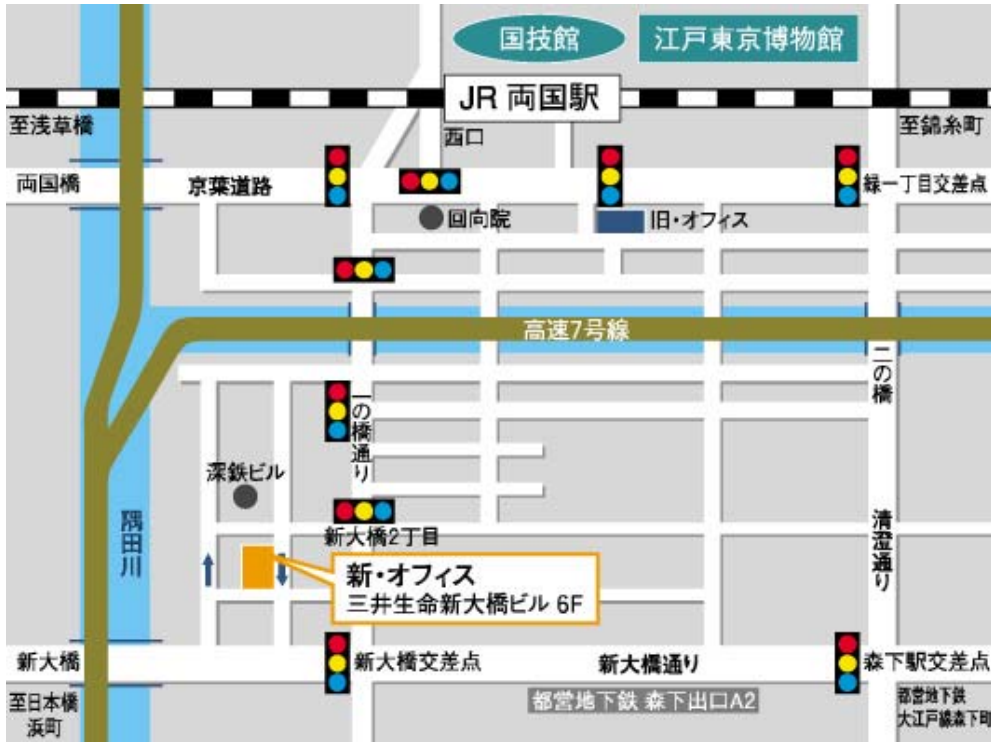 国技館
江戸東京博物館
JR 両国駅
至浅草橋
西口
至錦糸町
両国橋
京葉道路
緑一丁目交差点
回向院
旧・オフィス
高速7号線
二の橋
一の橋通り
深鉄ビル
隅田川
新大橋2丁目
清澄通り
新・オフィス
三井生命新大橋ビル 6F
新大橋
新大橋交差点
新大橋通り
森下駅交差点
至日本橋
浜町
都営地下鉄 森下出口A2
都営地下鉄
大江戸線森下町